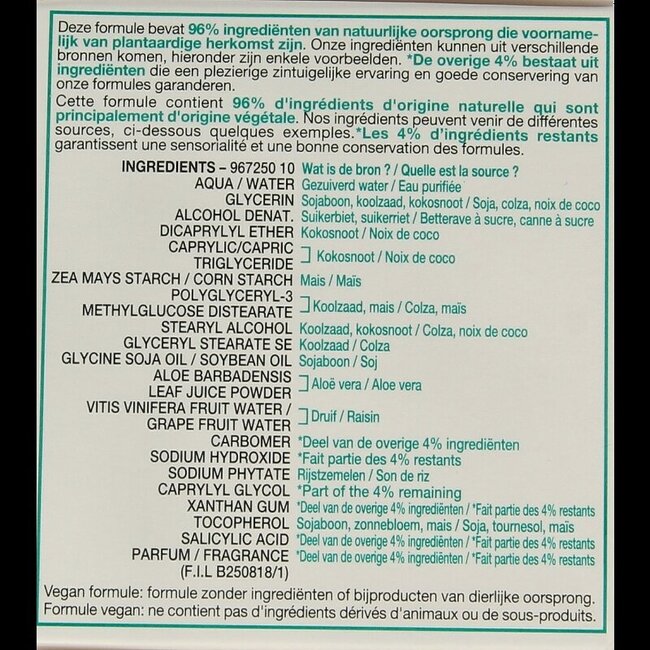 Deze formule bevat 96% ingrediënten van natuurlijke oorsprong die voorname-
lijk van plantaardige herkomst zijn. Onze ingrediënten kunnen uit verschillende
bronnen komen, hieronder zijn enkele voorbeelden. *De overige 4% bestaat uit
ingrediënten die een plezierige zintuigelijke ervaring en goede conservering van
onze formules garanderen.
Cette formule contient 96% d'ingrédients d'origine naturelle qui sont
principalement d'origine végétale. Nos ingrédients peuvent venir de différentes
sources, ci-dessous quelques exemples.*Les 4% d'ingrédients restants
garantissent une sensorialité et une bonne conservation des formules.
INGREDIENTS – 967250 10 Wat is de bron ? / Quelle est la source ?
AQUA / WATER Gezuiverd water / Eau purifiée
GLYCERIN Sojaboon, koolzaad, kokosnoot / Soja, colza, noix de coco
ALCOHOL DENAT. Suikerbiet, suikerriet / Betterave à sucre, canne à sucre
DICAPRYLYL ETHER Kokosnoot / Noix de coco
CAPRYLIC/CAPRIC
TRIGLYCERIDE Kokosnoot / Noix de coco
ZEA MAYS STARCH / CORN STARCH Mais / Maïs
POLYGLYCERYL-3
METHYLGLUCOSE DISTEARATE Koolzaad, mais / Colza, maïs
STEARYL ALCOHOL Koolzaad, kokosnoot / Colza, noix de coco
GLYCERYL STEARATE SE Koolzaad / Colza
GLYCINE SOJA OIL / SOYBEAN OIL Sojaboon / Soj
ALOE BARBADENSIS
LEAF JUICE POWDER Aloë vera / Aloe vera
VITIS VINIFERA FRUIT WATER /
GRAPE FRUIT WATER Druif / Raisin
CARBOMER *Deel van de overige 4% ingrediënten
SODIUM HYDROXIDE *Fait partie des 4% restants
SODIUM PHYTATE Rijstzemelen / Son de riz
CAPRYLYL GLYCOL *Part of the 4% remaining
XANTHAN GUM *Deel van de overige 4% ingrediënten / *Fait partie des 4% restants
TOCOPHEROL Sojaboon, zonnebloem, mais / Soja, tournesol, maïs
SALICYLIC ACID *Deel van de overige 4% ingrediënten / *Fait partie des 4% restants
PARFUM / FRAGRANCE *Deel van de overige 4% ingrediënten / *Fait partie des 4% restants
(F.I.L B250818/1)
Vegan formule: formule zonder ingrediënten of bijproducten van dierlijke oorsprong.
Formule vegan: ne contient pas d'ingrédients dérivés d'animaux ou de sous-produits.